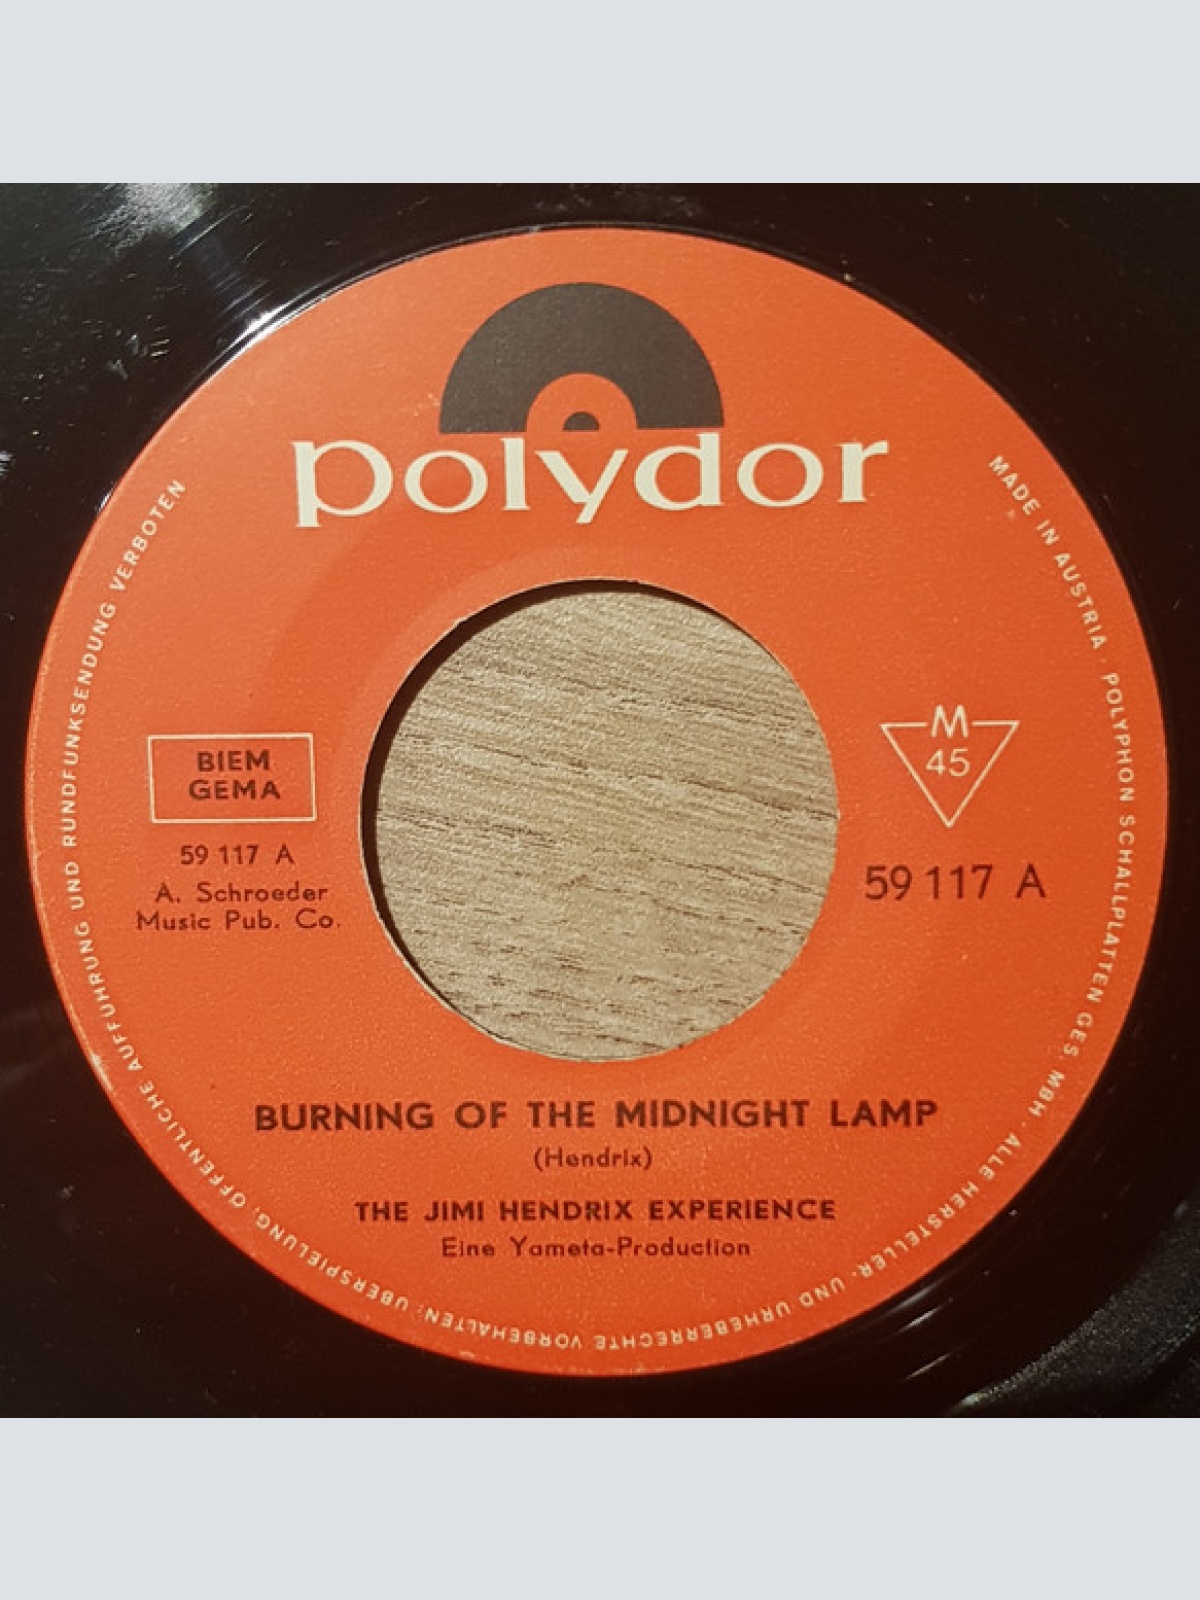 polydor
MADE IN AUSTRIA · POLYPHON SCHALLPLATTEN GES. MBH · ALLE HERSTELLER- UND URHEBERRECHTE VORBEHALTEN; ÜBERSPIELUNG, ÖFFENTLICHE AUFFÜHRUNG UND RUNDFUNKSENDUNG VERBOTEN
BIEM
GEMA
59 117 A
A. Schroeder
Music Pub. Co.
M
45
59 117 A
BURNING OF THE MIDNIGHT LAMP
(Hendrix)
THE JIMI HENDRIX EXPERIENCE
Eine Yameta-Production